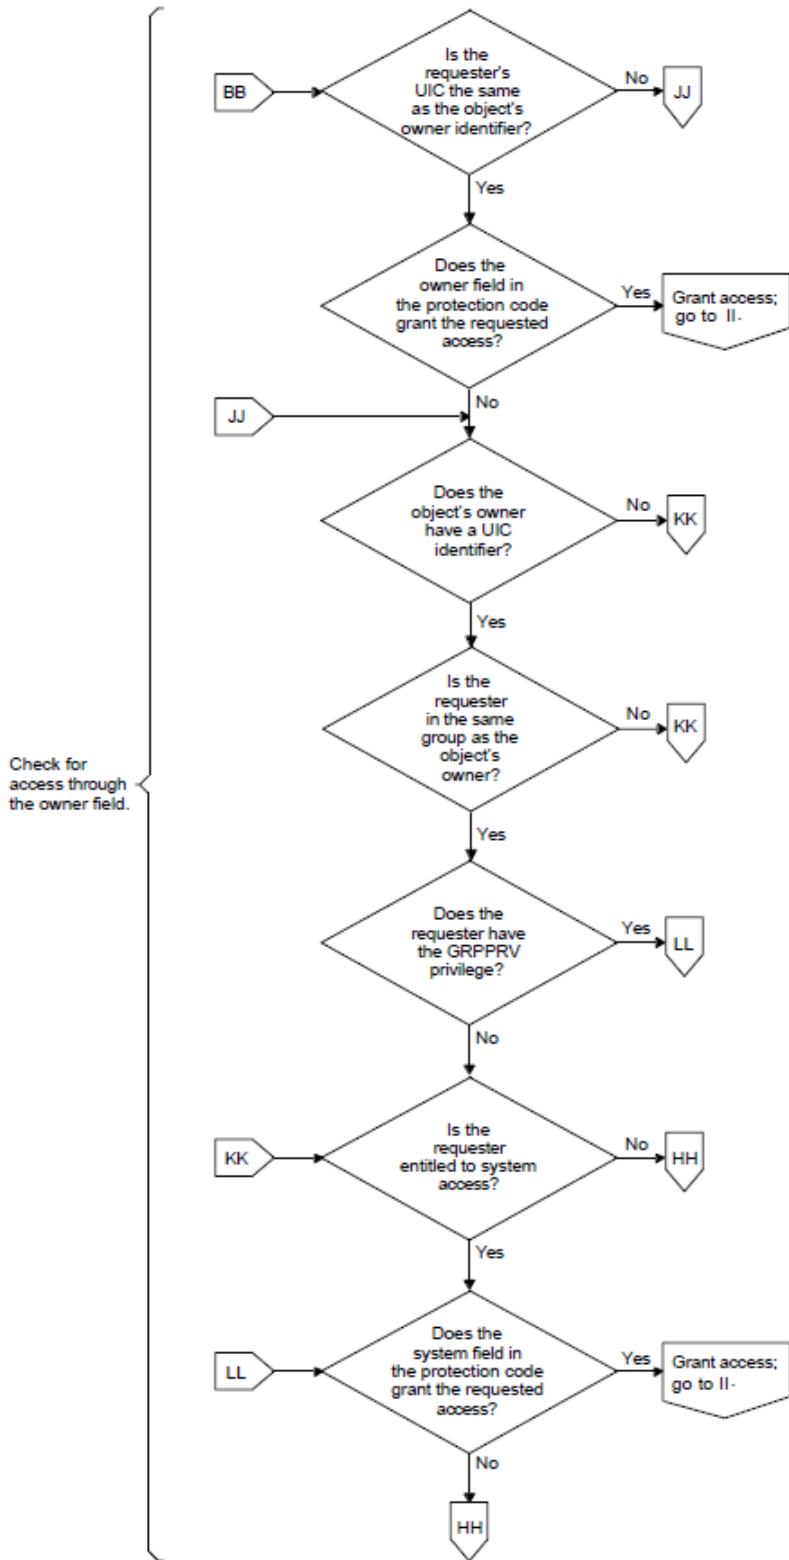 Is the
requester's
UIC the same
as the object's
owner identifier?
BB
No
JJ
Yes
Does the
owner field in
the protection code
grant the requested
access?
Yes
Grant access;
go to II.
No
JJ
Does the
object's owner
have a UIC
identifier?
No
KK
Yes
Is the
requester
in the same
group as the
object's
owner?
No
KK
Check for
access through
the owner field.
Yes
Does the
requester have
the GRPPRV
privilege?
Yes
LL
No
Is the
requester
entitled to system
access?
KK
No
HH
Yes
Does the
system field in
the protection code
grant the requested
access?
LL
Yes
Grant access;
go to II.
No
HH